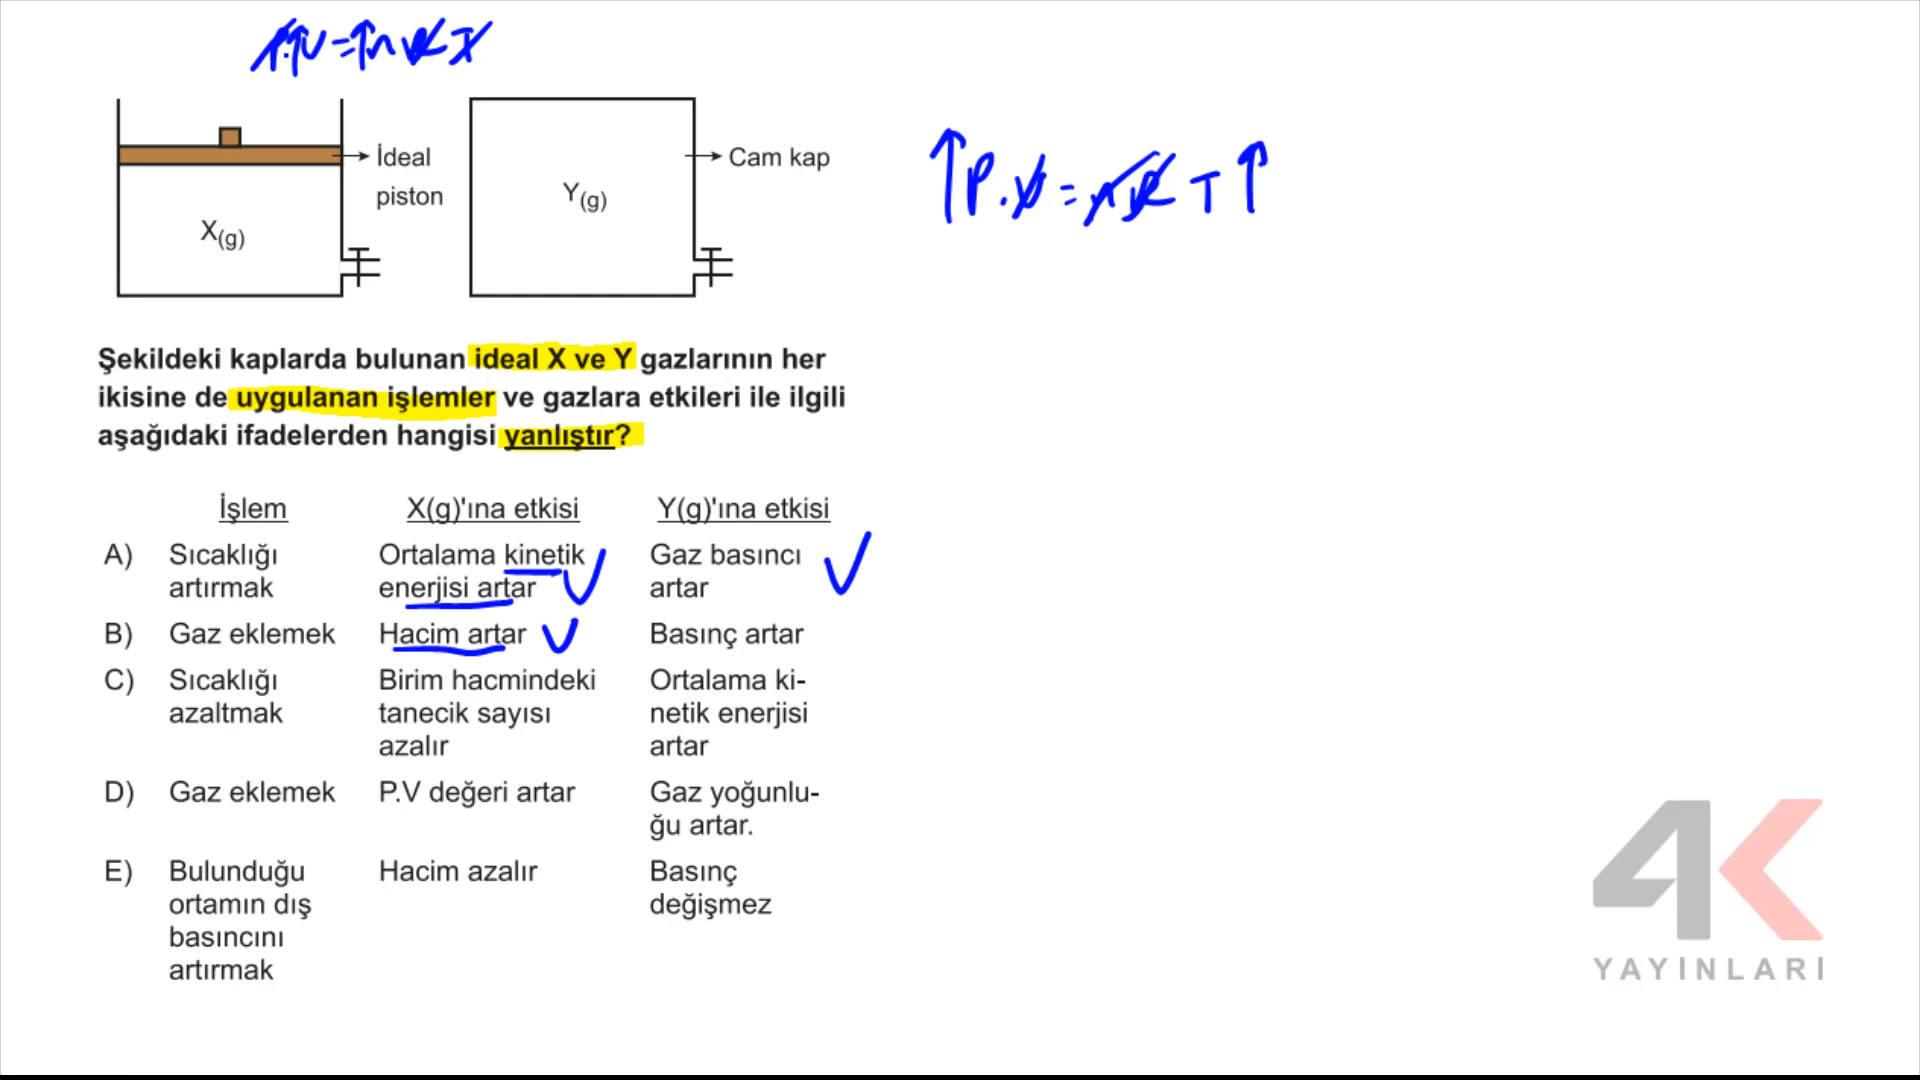 P.V = n R T
İdeal
piston
X(g)
Y(g)
Cam kap
P.V = n R T
Şekildeki kaplarda bulunan ideal X ve Y gazlarının her
ikisine de uygulanan işlemler ve gazlara etkileri ile ilgili
aşağıdaki ifadelerden hangisi yanlıştır?
İşlem X(g)'ına etkisi Y(g)'ına etkisi
A) Sıcaklığı Ortalama kinetik Gaz basıncı
artırmak enerjisi artar artar
B) Gaz eklemek Hacim artar Basınç artar
C) Sıcaklığı Birim hacmindeki Ortalama ki-
azaltmak tanecik sayısı netik enerjisi
azalır artar
D) Gaz eklemek P.V değeri artar Gaz yoğunlu-
ğu artar.
E) Bulunduğu Hacim azalır Basınç
ortamın dış değişmez
basıncını
artırmak
4K
YAYINLARI